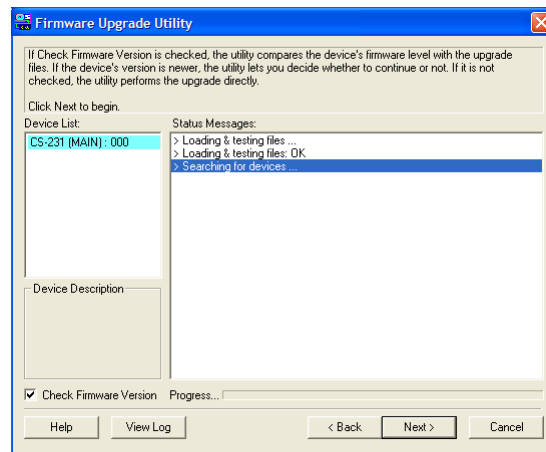 Firmware Upgrade Utility
If Check Firmware Version is checked, the utility compares the device's firmware level with the upgrade
files. If the device's version is newer, the utility lets you decide whether to continue or not. If it is not
checked, the utility performs the upgrade directly.
Click Next to begin.
Device List:
Status Messages:
CS-231 (MAIN) : 000
> Loading & testing files ...
> Loading & testing files: OK
> Searching for devices ...
Device Description
Check Firmware Version
Progress...
Help
View Log
< Back
Next >
Cancel